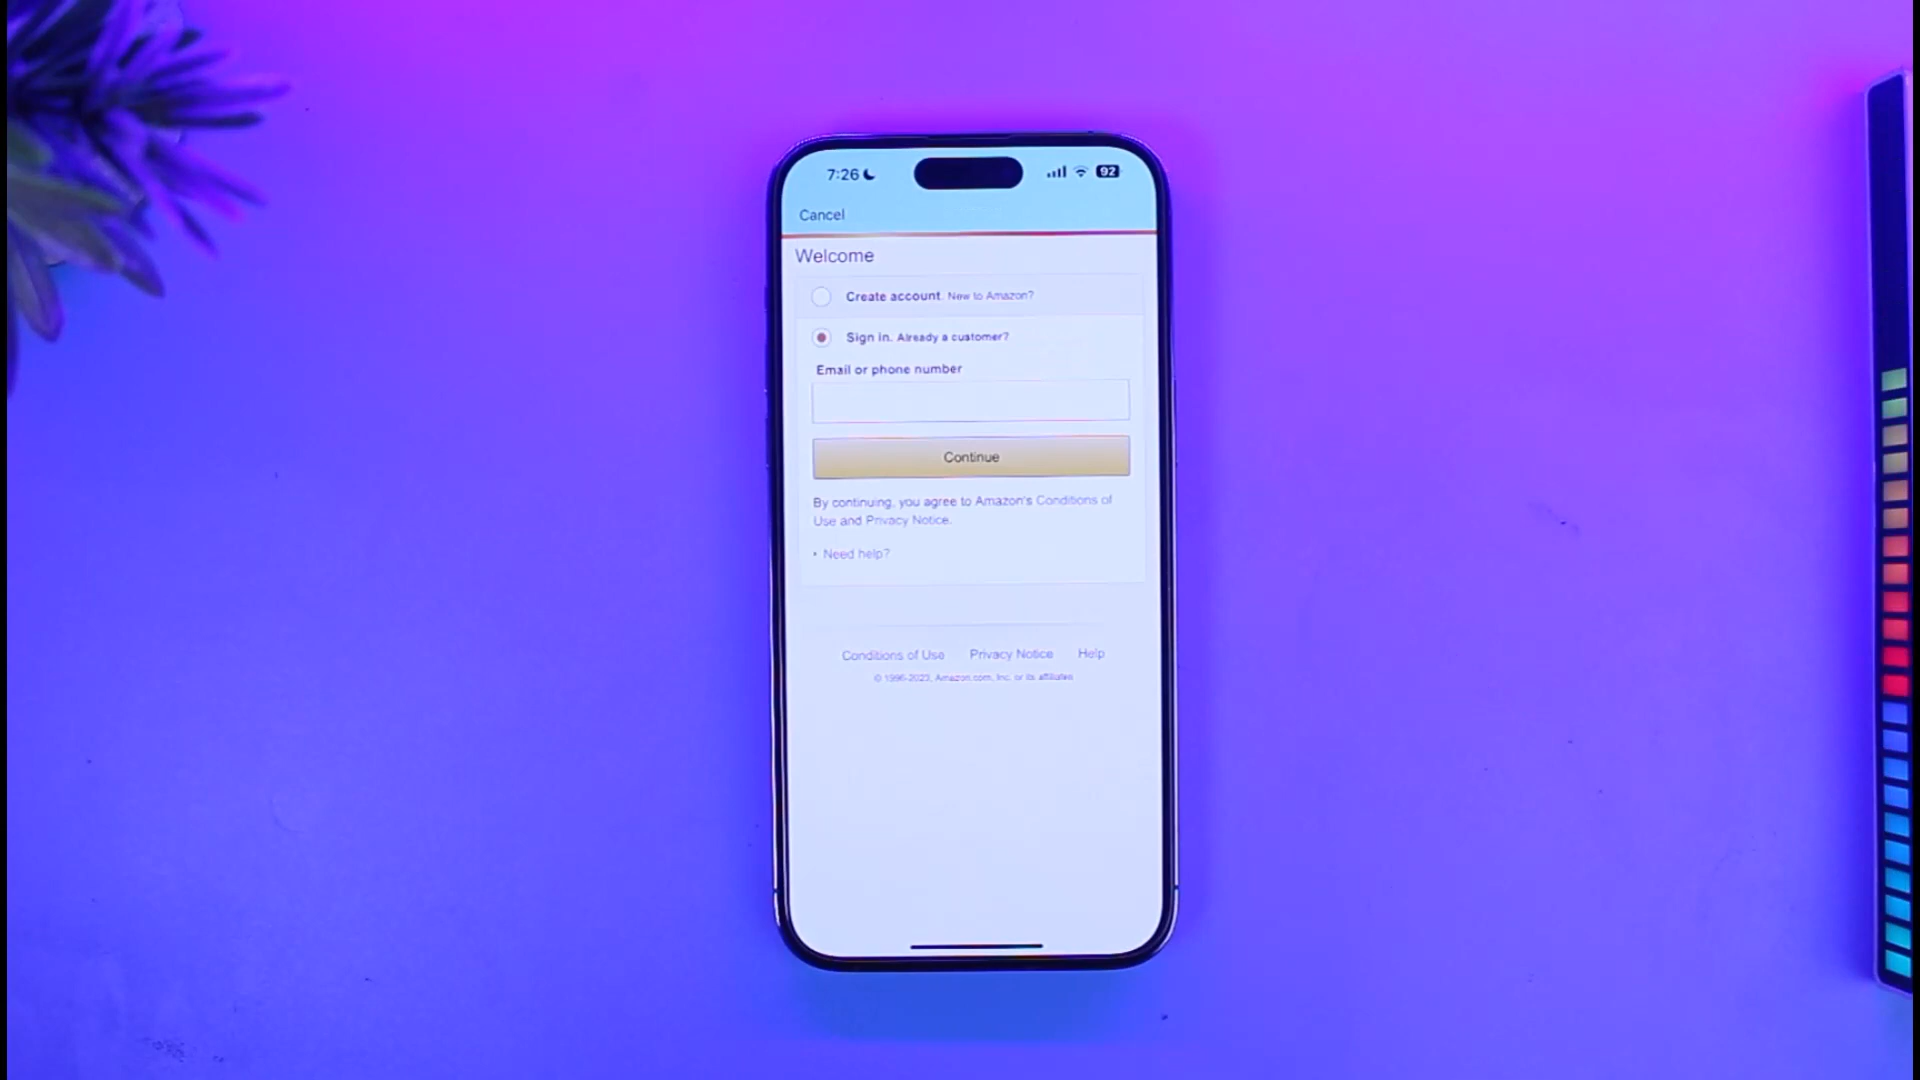 7:26
92
Cancel
Welcome
Create account. New to Amazon?
Sign in. Already a customer?
Email or phone number
Continue
By continuing, you agree to Amazon's Conditions of
Use and Privacy Notice.
Need help?
Conditions of Use Privacy Notice Help
© 1996-2023, Amazon.com, Inc. or its affiliates